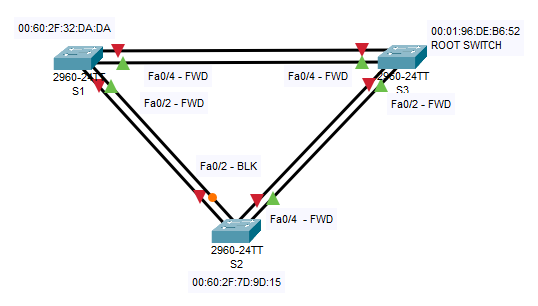 00:60:2F:32:DA:DA
00:01:96:DE:B6:52
ROOT SWITCH
2960-24TT
S1
Fa0/4 - FWD
Fa0/4 - FWD
2960-24TT
S3
Fa0/2 - FWD
Fa0/2 - FWD
Fa0/2 - BLK
Fa0/4 - FWD
2960-24TT
S2
00:60:2F:7D:9D:15